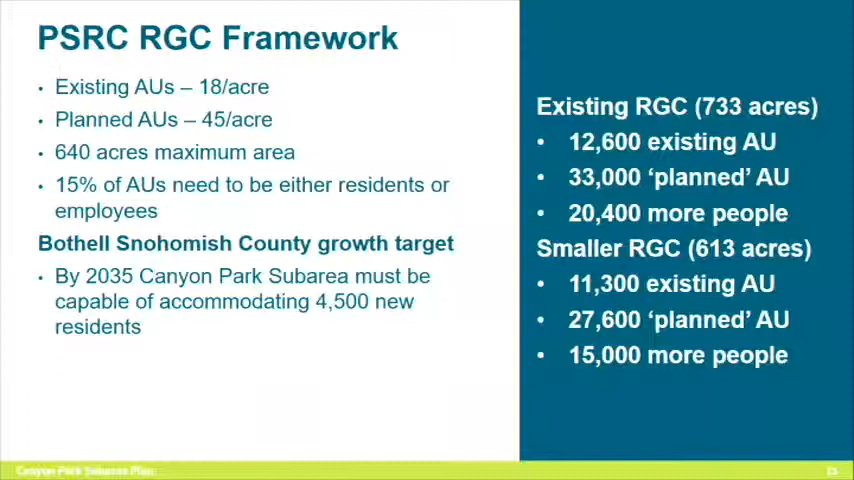 PSRC RGC Framework
• Existing AUs – 18/acre
• Planned AUs – 45/acre
• 640 acres maximum area
• 15% of AUs need to be either residents or
employees
Bothell Snohomish County growth target
• By 2035 Canyon Park Subarea must be
capable of accommodating 4,500 new
residents
Existing RGC (733 acres)
• 12,600 existing AU
• 33,000 ‘planned’ AU
• 20,400 more people
Smaller RGC (613 acres)
• 11,300 existing AU
• 27,600 ‘planned’ AU
• 15,000 more people
Canyon Park Subarea Plan